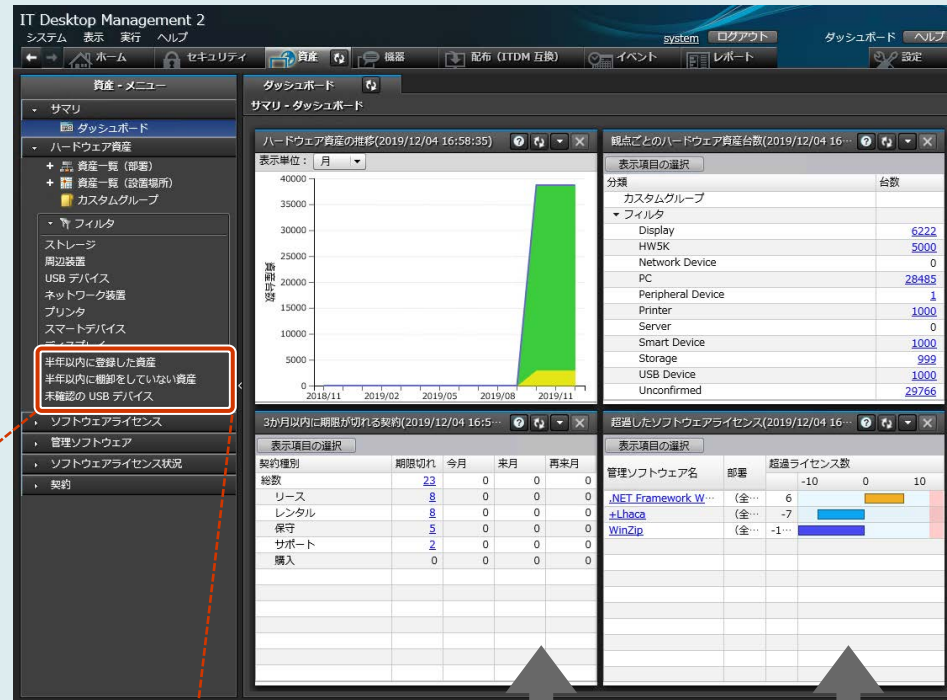 IT Desktop Management 2
システム 表示 実行 ヘルプ
system ログアウト ダッシュボード ヘルプ
ホーム セキュリティ 資産 機器 配布 (ITDM 互換) イベント レポート 設定
資産 - メニュー
サマリ
ダッシュボード
ハードウェア資産
資産一覧 (部署)
資産一覧 (設置場所)
カスタムグループ
フィルタ
ストレージ
周辺装置
USB デバイス
ネットワーク装置
プリンタ
スマートデバイス
半年以内に登録した資産
半年以内に棚卸をしていない資産
未確認の USB デバイス
ソフトウェアライセンス
管理ソフトウェア
ソフトウェアライセンス状況
契約
ダッシュボード
サマリ - ダッシュボード
ハードウェア資産の推移(2019/12/04 16:58:35)
表示単位: 月
資産台数
40000
35000
30000
25000
20000
15000
10000
5000
0
2018/11 2019/02 2019/05 2019/08 2019/11
観点ごとのハードウェア資産台数(2019/12/04 16…
表示項目の選択
分類 台数
カスタムグループ
フィルタ
Display 6222
HW5K 5000
Network Device 0
PC 28485
Peripheral Device 1
Printer 1000
Server 0
Smart Device 1000
Storage 999
USB Device 1000
Unconfirmed 29766
3か月以内に期限が切れる契約(2019/12/04 16:5…
表示項目の選択
契約種別 期限切れ 今月 来月 再来月
総数 23 0 0 0
リース 8 0 0 0
レンタル 8 0 0 0
保守 5 0 0 0
サポート 2 0 0 0
購入 0 0 0 0
超過したソフトウェアライセンス(2019/12/04 16…
表示項目の選択
管理ソフトウェア名 部署 超過ライセンス数
-10 0 10
.NET Framework W… (全… 6
+Lhaca (全… -7
WinZip (全… -1…